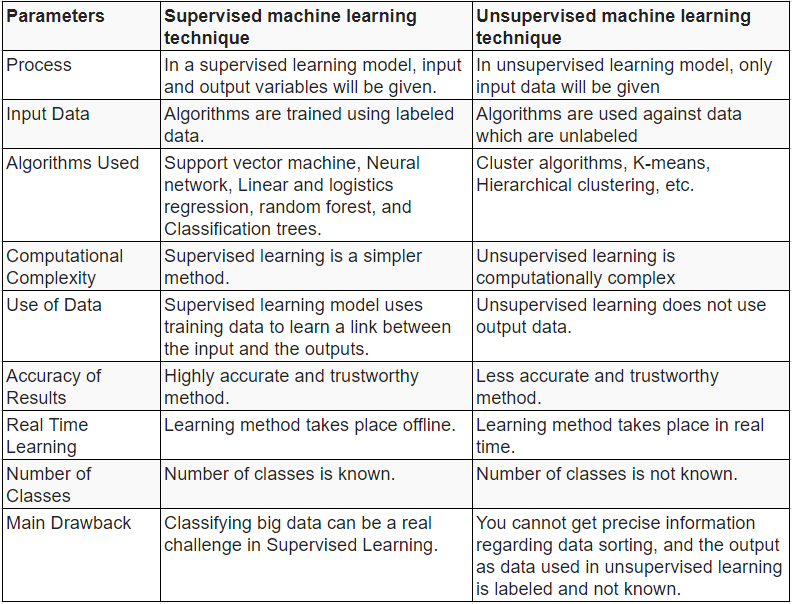 Parameters
Supervised machine learning
technique
Unsupervised machine learning
technique
Process
In a supervised learning model, input
and output variables will be given.
In unsupervised learning model, only
input data will be given
Input Data
Algorithms are trained using labeled
data.
Algorithms are used against data
which are unlabeled
Algorithms Used
Support vector machine, Neural
network, Linear and logistics
regression, random forest, and
Classification trees.
Cluster algorithms, K-means,
Hierarchical clustering, etc.
Computational
Complexity
Supervised learning is a simpler
method.
Unsupervised learning is
computationally complex
Use of Data
Supervised learning model uses
training data to learn a link between
the input and the outputs.
Unsupervised learning does not use
output data.
Accuracy of
Results
Highly accurate and trustworthy
method.
Less accurate and trustworthy
method.
Real Time
Learning
Learning method takes place offline.
Learning method takes place in real
time.
Number of
Classes
Number of classes is known.
Number of classes is not known.
Main Drawback
Classifying big data can be a real
challenge in Supervised Learning.
You cannot get precise information
regarding data sorting, and the output
as data used in unsupervised learning
is labeled and not known.